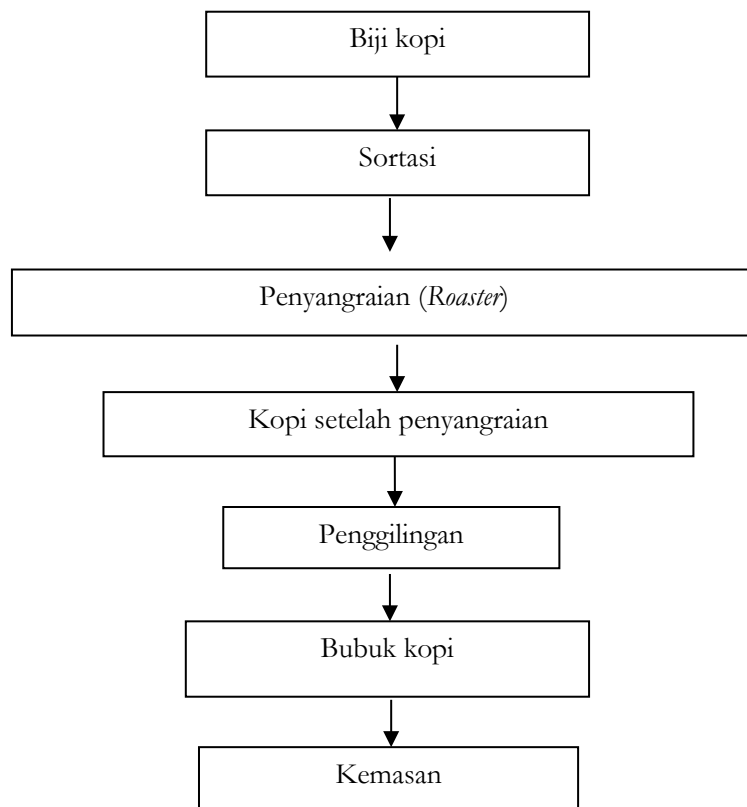 Biji kopi
Sortasi
Penyangraian (Roaster)
Kopi setelah penyangraian
Penggilingan
Bubuk kopi
Kemasan